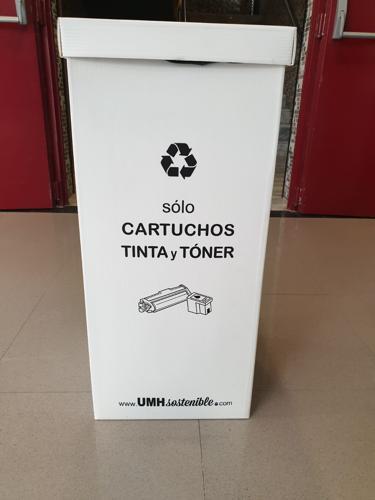 sólo
CARTUCHOS
TINTA y TÓNER
www.UMHsostenible.com